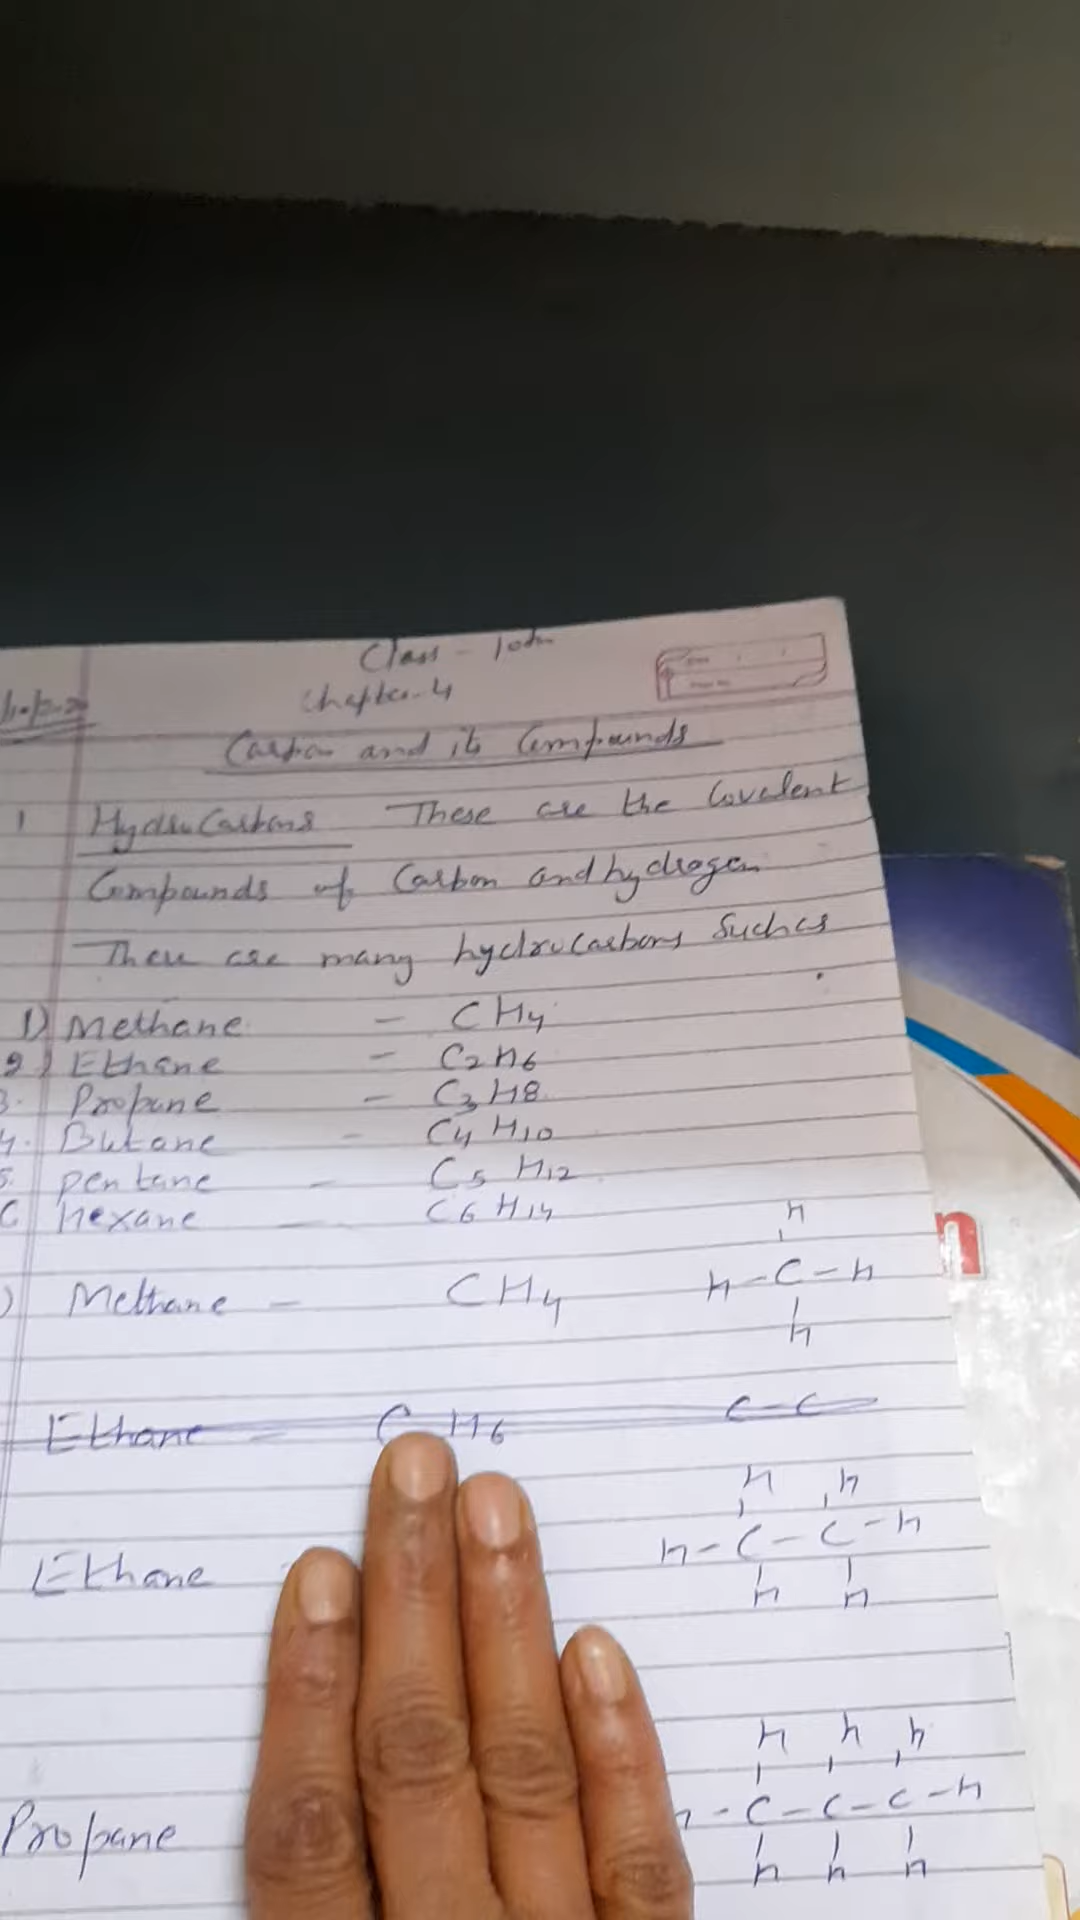 Class - 10th
Chapter-4
Carbon and its Compounds
1 Hydrocarbons These are the Covalent
Compounds of Carbon and hydrogen
There are many hydrocarbons Such as
1) Methane - CH4
2) Ethane - C2H6
3. Propane - C3H8
4. Butane - C4H10
5. pentane - C5H12
6 hexane - C6H14
) Methane - CH4
H
H-C-H
H
Ethane - C H6 C-C
Ethane
H H
H-C-C-H
H H
Propane
H H H
H-C-C-C-H
H H H
n